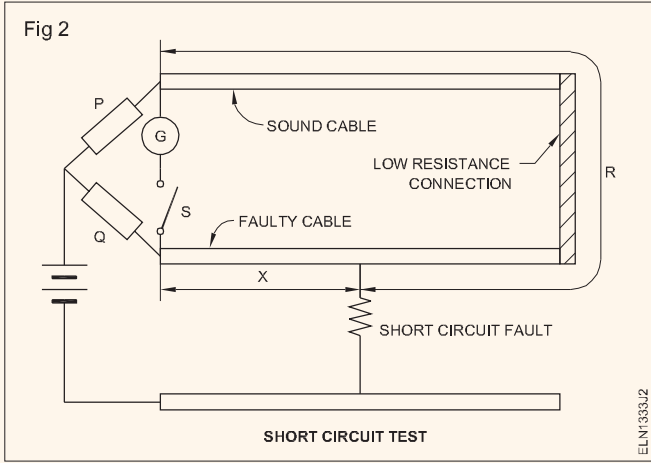 Fig 2
P
G
SOUND CABLE
LOW RESISTANCE
CONNECTION
R
S
Q
FAULTY CABLE
X
SHORT CIRCUIT FAULT
SHORT CIRCUIT TEST
ELN1333J2